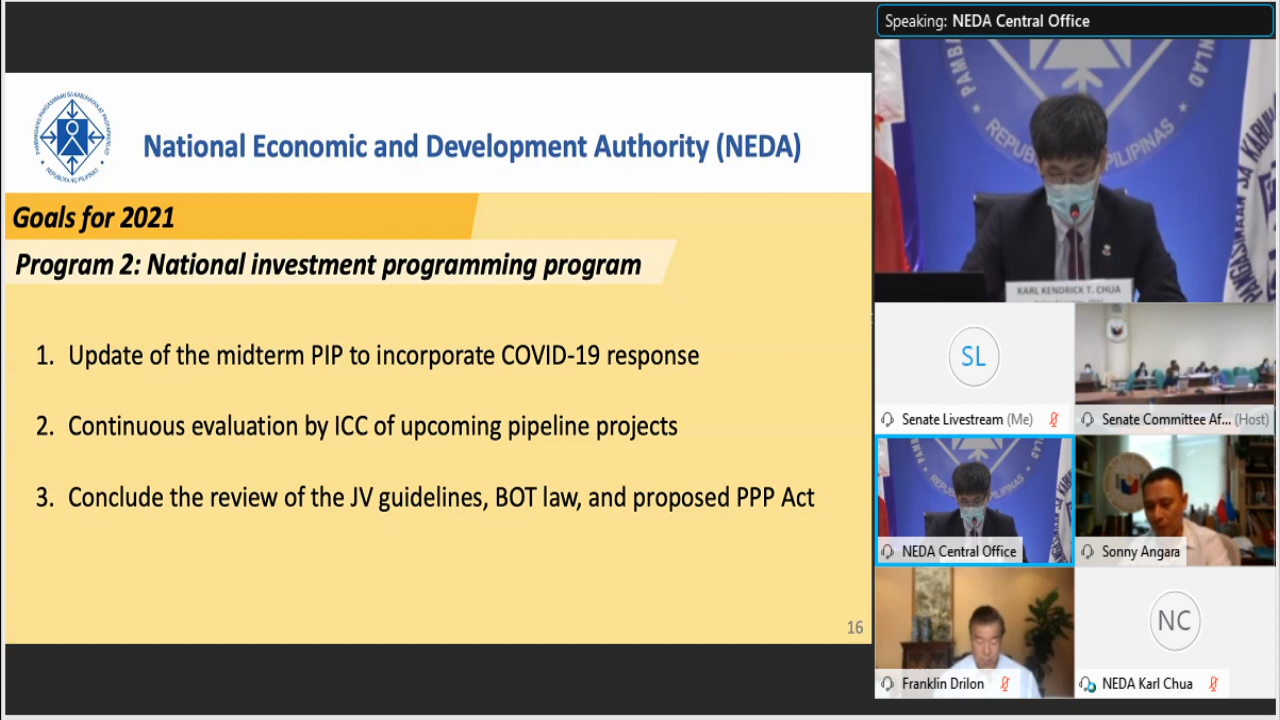 Speaking: NEDA Central Office
National Economic and Development Authority (NEDA)
Goals for 2021
Program 2: National investment programming program
1. Update of the midterm PIP to incorporate COVID-19 response
2. Continuous evaluation by ICC of upcoming pipeline projects
3. Conclude the review of the JV guidelines, BOT law, and proposed PPP Act
16
KARL KENDRICK T. CHUA
SL
Senate Livestream (Me)
Senate Committee Af... (Host)
NEDA Central Office
Sonny Angara
Franklin Drilon
NC
NEDA Karl Chua